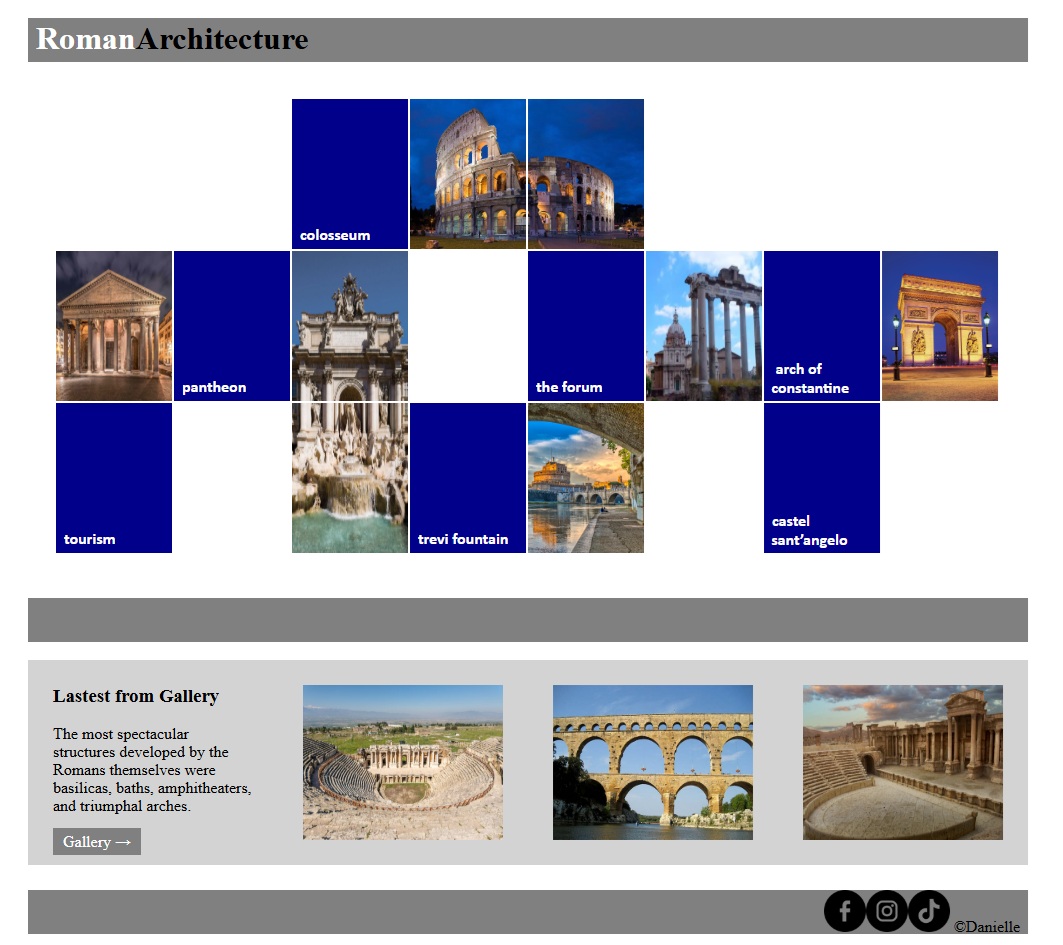 RomanArchitecture
colosseum
pantheon
the forum
arch of
constantine
tourism
trevi fountain
castel
sant’angelo
Lastest from Gallery
The most spectacular
structures developed by the
Romans themselves were
basilicas, baths, amphitheaters,
and triumphal arches.
Gallery →
©Danielle